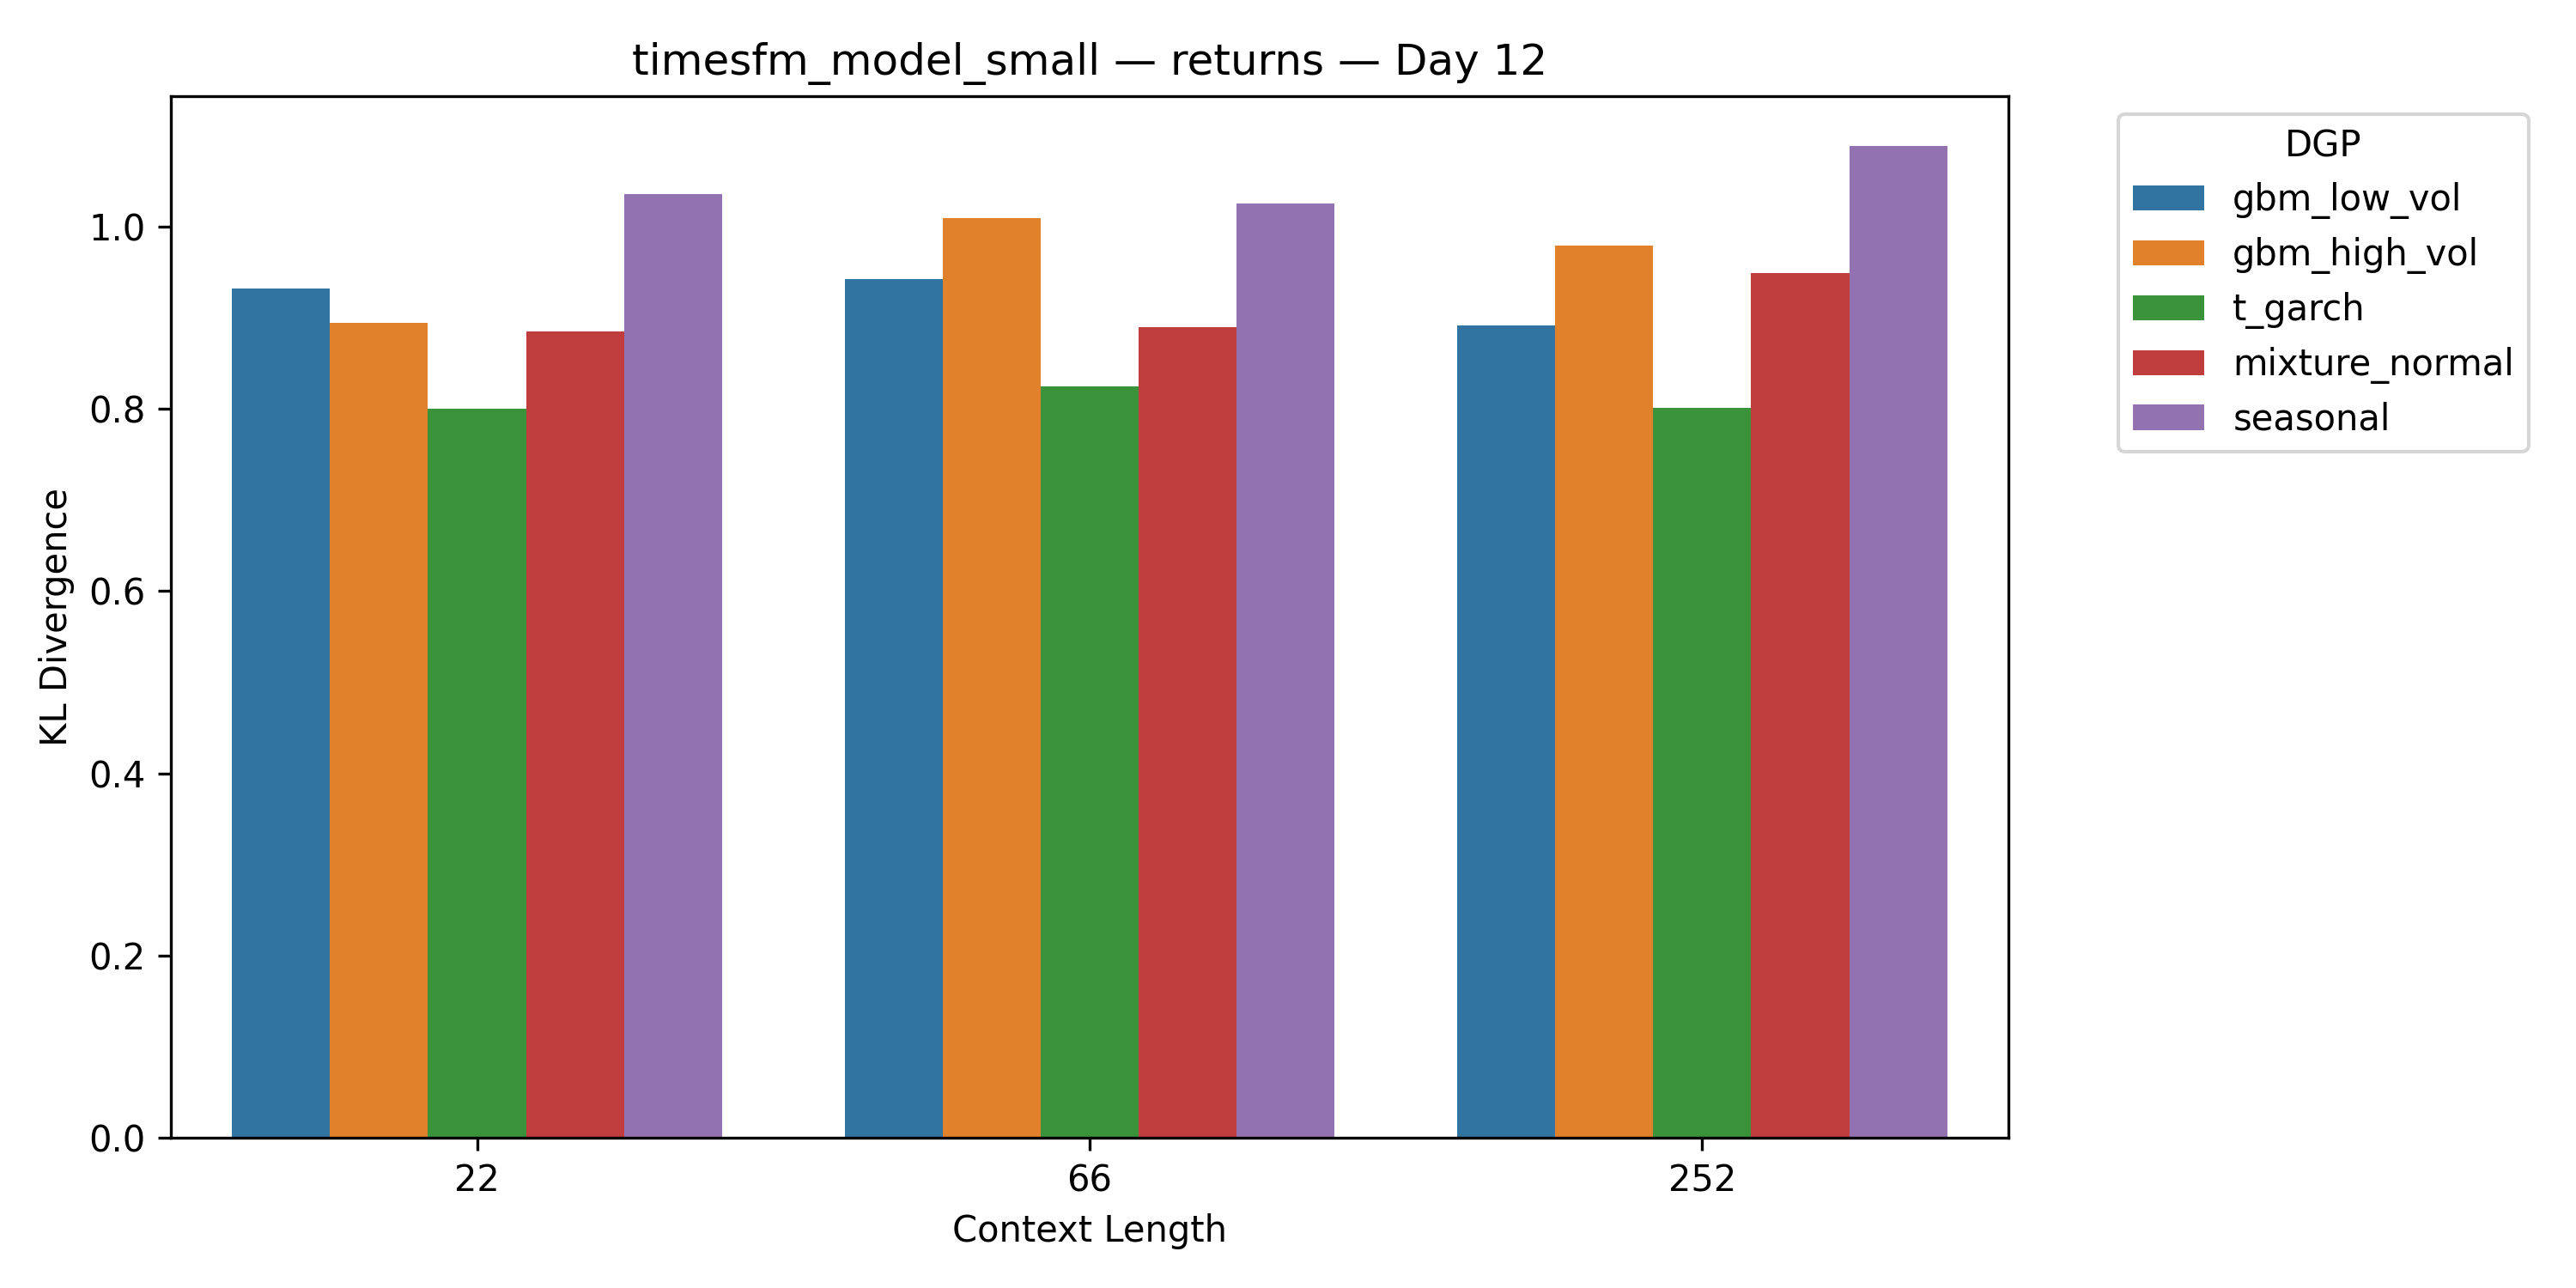 timesfm_model_small — returns — Day 12
KL Divergence
1.0
0.8
0.6
0.4
0.2
0.0
22
66
252
Context Length
DGP
gbm_low_vol
gbm_high_vol
t_garch
mixture_normal
seasonal